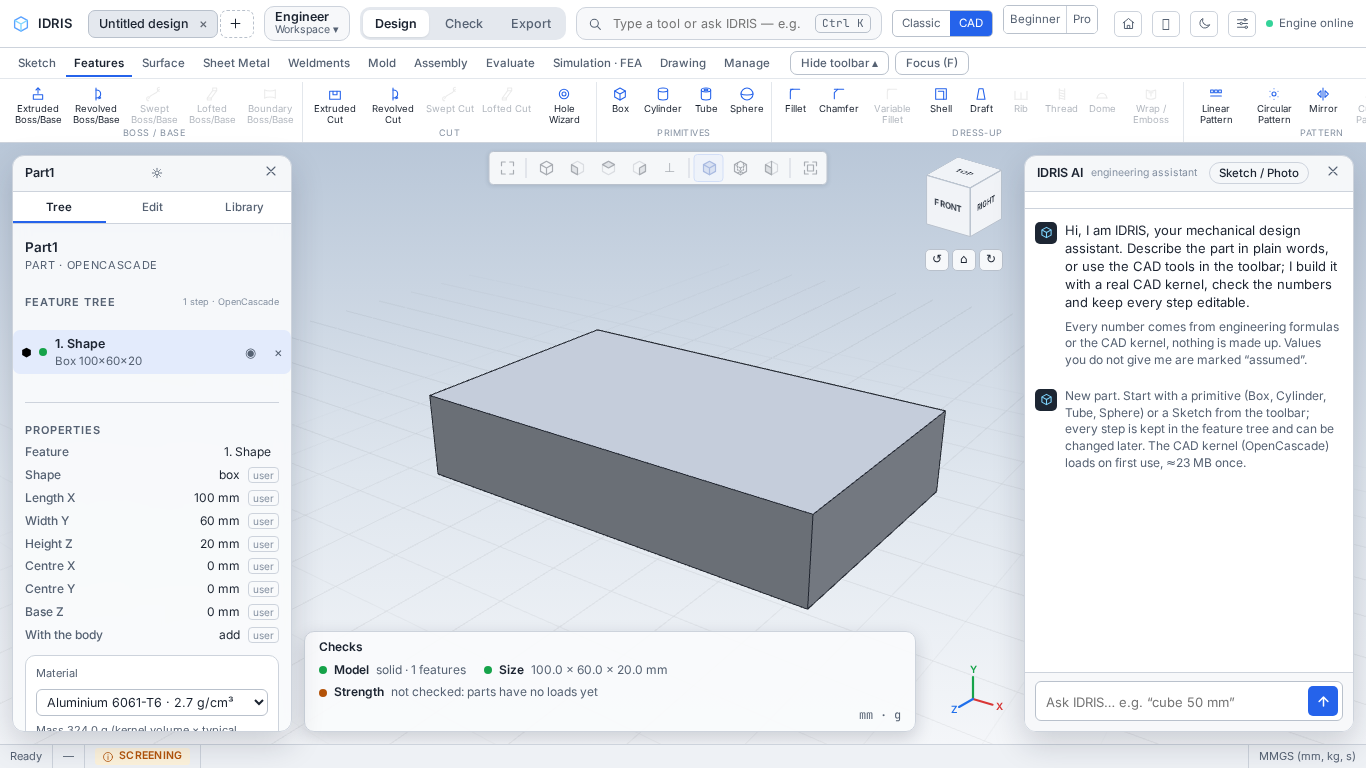 IDRIS
Untitled design ×
+
Engineer
Workspace ▾
Design
Check
Export
Type a tool or ask IDRIS — e.g.
Ctrl K
Classic
CAD
Beginner
Pro
Engine online
Sketch
Features
Surface
Sheet Metal
Weldments
Mold
Assembly
Evaluate
Simulation · FEA
Drawing
Manage
Hide toolbar ▴
Focus (F)
Extruded Boss/Base
Revolved Boss/Base
Swept Boss/Base
Lofted Boss/Base
Boundary Boss/Base
BOSS / BASE
Extruded Cut
Revolved Cut
Swept Cut
Lofted Cut
Hole Wizard
CUT
Box
Cylinder
Tube
Sphere
PRIMITIVES
Fillet
Chamfer
Variable Fillet
Shell
Draft
Rib
Thread
Dome
Wrap / Emboss
DRESS-UP
Linear Pattern
Circular Pattern
Mirror
PATTERN
Part1
Tree
Edit
Library
Part1
PART · OPENCASCADE
FEATURE TREE
1 step · OpenCascade
1. Shape
Box 100×60×20
PROPERTIES
Feature 1. Shape
Shape box user
Length X 100 mm user
Width Y 60 mm user
Height Z 20 mm user
Centre X 0 mm user
Centre Y 0 mm user
Base Z 0 mm user
With the body add user
Material
Aluminium 6061-T6 · 2.7 g/cm³
Mass 324.0 g (kernel volume × typical
TOP
FRONT
RIGHT
Checks
Model solid · 1 features
Size 100.0 × 60.0 × 20.0 mm
Strength not checked: parts have no loads yet
mm · g
Y
X
Z
IDRIS AI engineering assistant
Sketch / Photo
Hi, I am IDRIS, your mechanical design
assistant. Describe the part in plain words,
or use the CAD tools in the toolbar; I build it
with a real CAD kernel, check the numbers
and keep every step editable.
Every number comes from engineering formulas
or the CAD kernel, nothing is made up. Values
you do not give me are marked “assumed”.
New part. Start with a primitive (Box, Cylinder,
Tube, Sphere) or a Sketch from the toolbar;
every step is kept in the feature tree and can be
changed later. The CAD kernel (OpenCascade)
loads on first use, ≈23 MB once.
Ask IDRIS… e.g. “cube 50 mm”
Ready
—
SCREENING
MMGS (mm, kg, s)